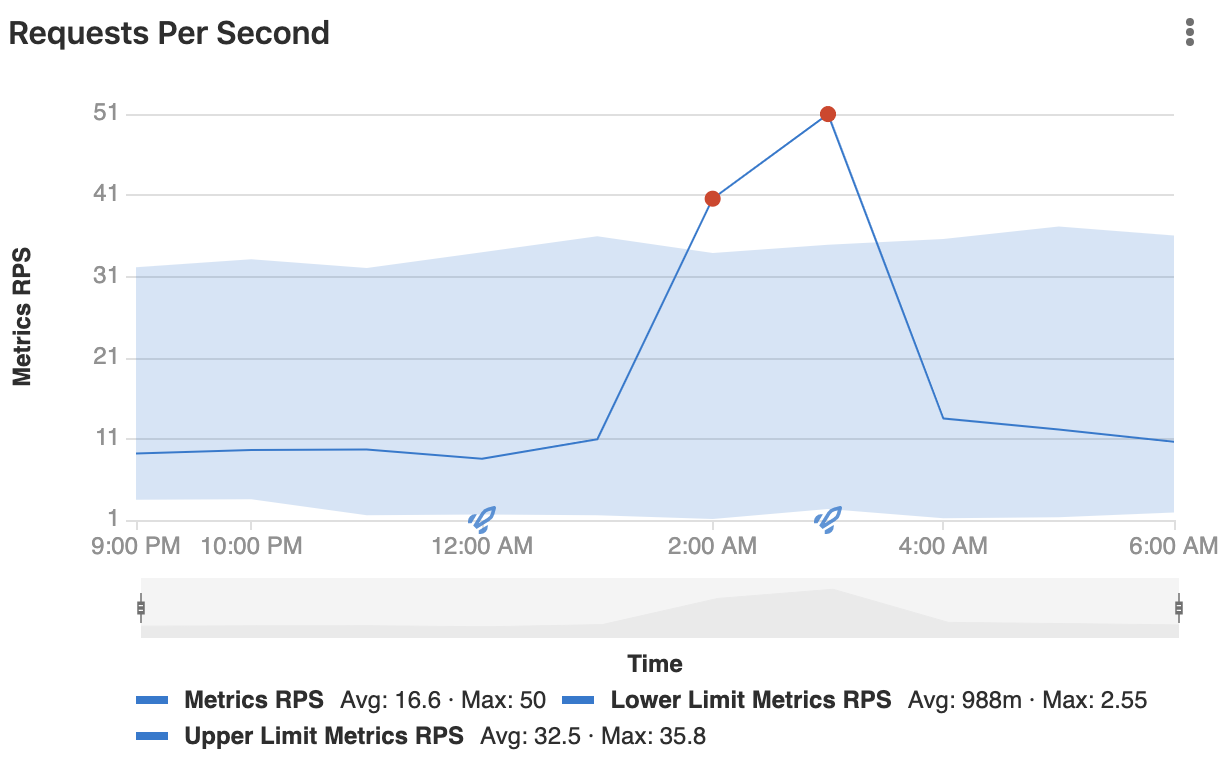 Requests Per Second
51
41
31
21
11
1
Metrics RPS
9:00 PM 10:00 PM 12:00 AM 2:00 AM 4:00 AM 6:00 AM
Time
Metrics RPS Avg: 16.6 · Max: 50 Lower Limit Metrics RPS Avg: 988m · Max: 2.55
Upper Limit Metrics RPS Avg: 32.5 · Max: 35.8